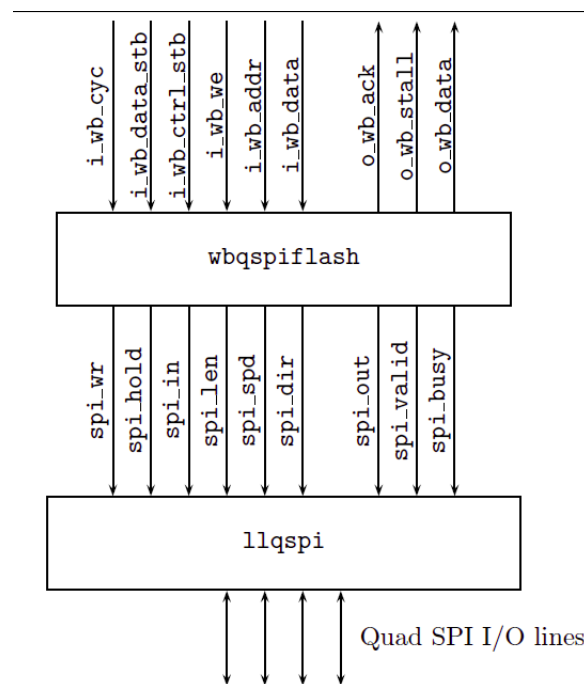 i_wb_cyc
i_wb_data_stb
i_wb_ctrl_stb
i_wb_we
i_wb_addr
i_wb_data
o_wb_ack
o_wb_stall
o_wb_data
wbqspiflash
spi_wr
spi_hold
spi_in
spi_len
spi_spd
spi_dir
spi_out
spi_valid
spi_busy
llqspi
Quad SPI I/O lines